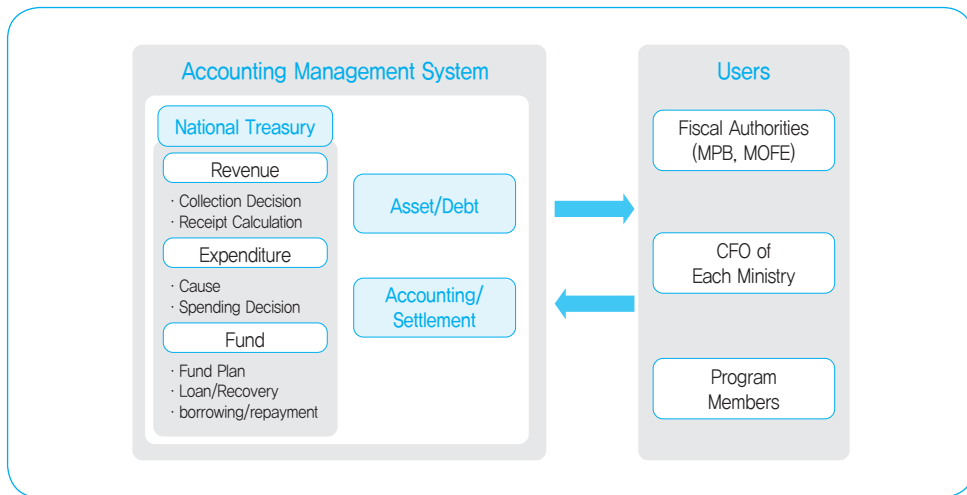 Accounting Management System
National Treasury
Revenue
· Collection Decision
· Receipt Calculation
Expenditure
· Cause
· Spending Decision
Fund
· Fund Plan
· Loan/Recovery
· borrowing/repayment
Asset/Debt
Accounting/
Settlement
Users
Fiscal Authorities
(MPB, MOFE)
CFO of
Each Ministry
Program
Members